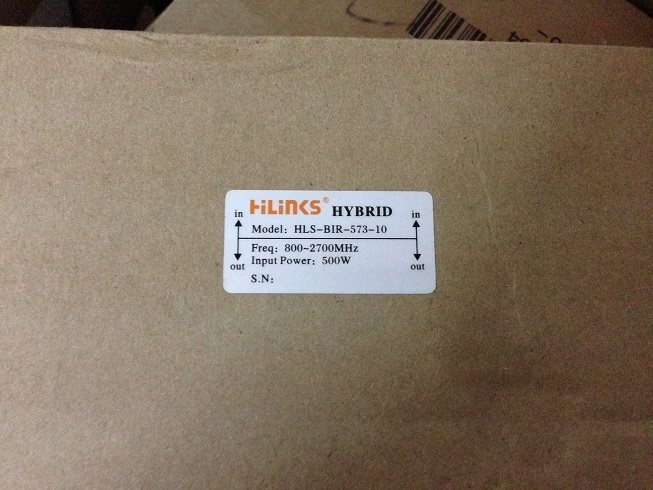 HiLinks® HYBRID
in
in
Model: HLS-BIR-573-10
Freq: 800~2700MHz
Input Power: 500W
out
out
S.N: